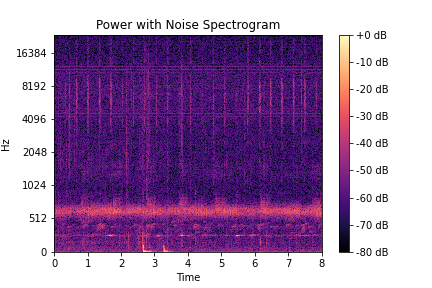 Power with Noise Spectrogram
Hz
16384
8192
4096
2048
1024
512
0
0 1 2 3 4 5 6 7 8
Time
+0 dB
-10 dB
-20 dB
-30 dB
-40 dB
-50 dB
-60 dB
-70 dB
-80 dB